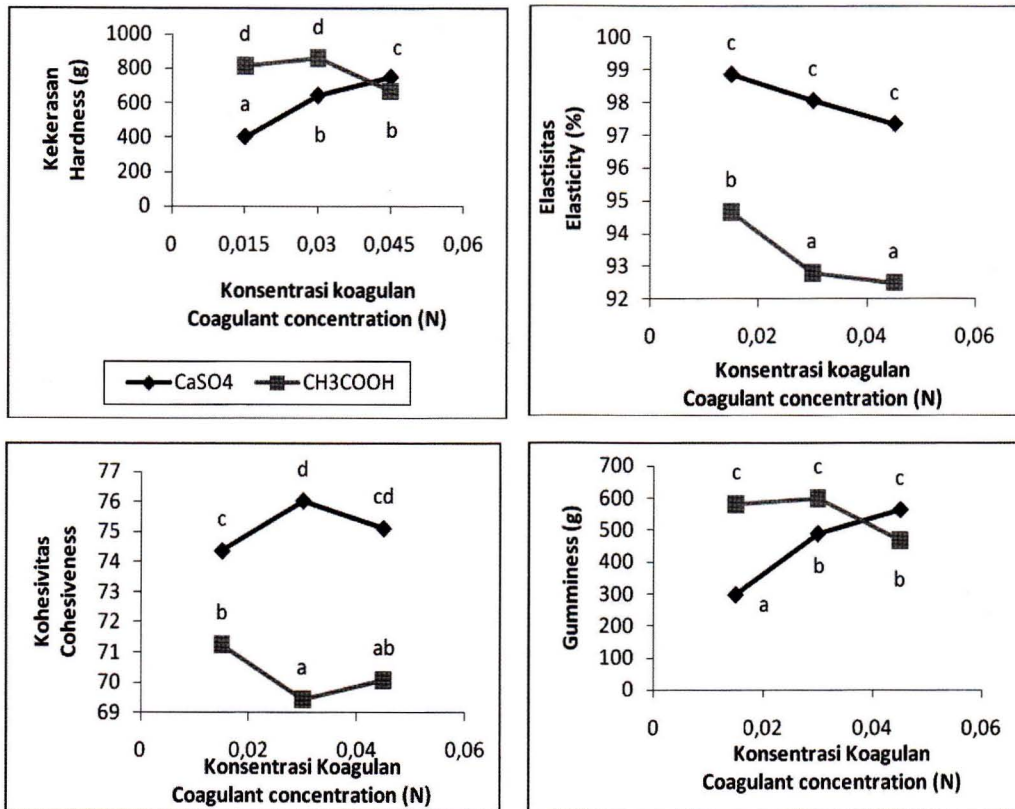 Kekerasan
Hardness (g)
1000
800
600
400
200
0
d
d
c
a
b
b
0
0,015
0,03
0,045
0,06
Konsentrasi koagulan
Coagulant concentration (N)
CaSO4
CH3COOH
Elastisitas
Elasticity (%)
100
99
98
97
96
95
94
93
92
c
c
c
b
a
a
0
0,02
0,04
0,06
Konsentrasi koagulan
Coagulant concentration (N)
Kohesivitas
Cohesiveness
77
76
75
74
73
72
71
70
69
c
d
cd
b
a
ab
0
0,02
0,04
0,06
Konsentrasi Koagulan
Coagulant concentration (N)
Gumminess (g)
700
600
500
400
300
200
100
0
c
c
c
a
b
b
0
0,02
0,04
0,06
Konsentrasi Koagulan
Coagulant concentration (N)